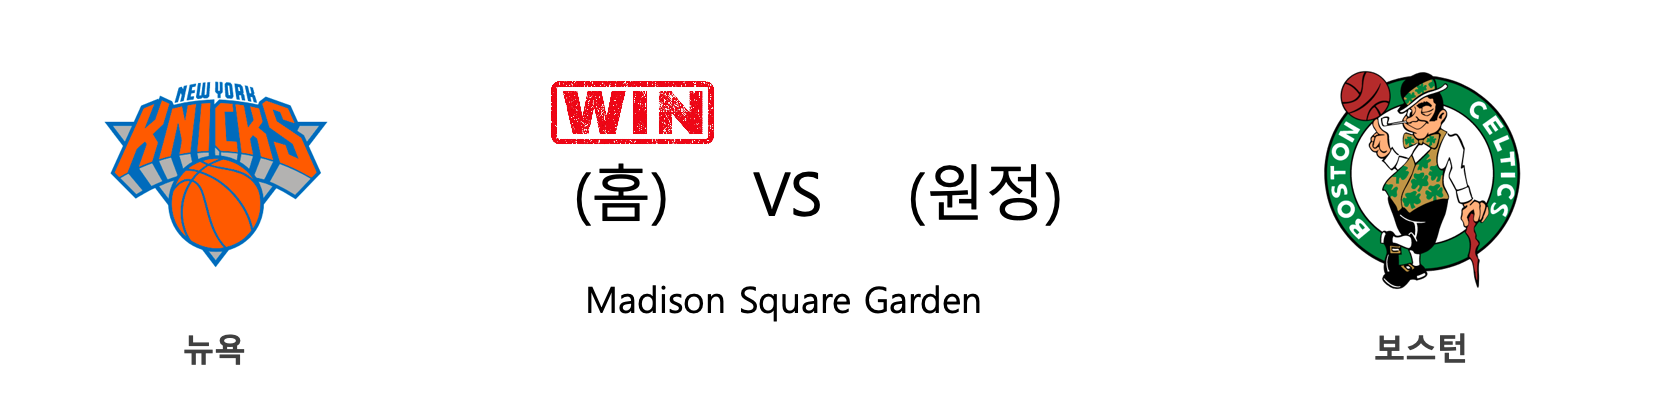 NEW YORK
KNICKS
WIN
(홈) VS (원정)
Madison Square Garden
뉴욕
BOSTON CELTICS
보스턴